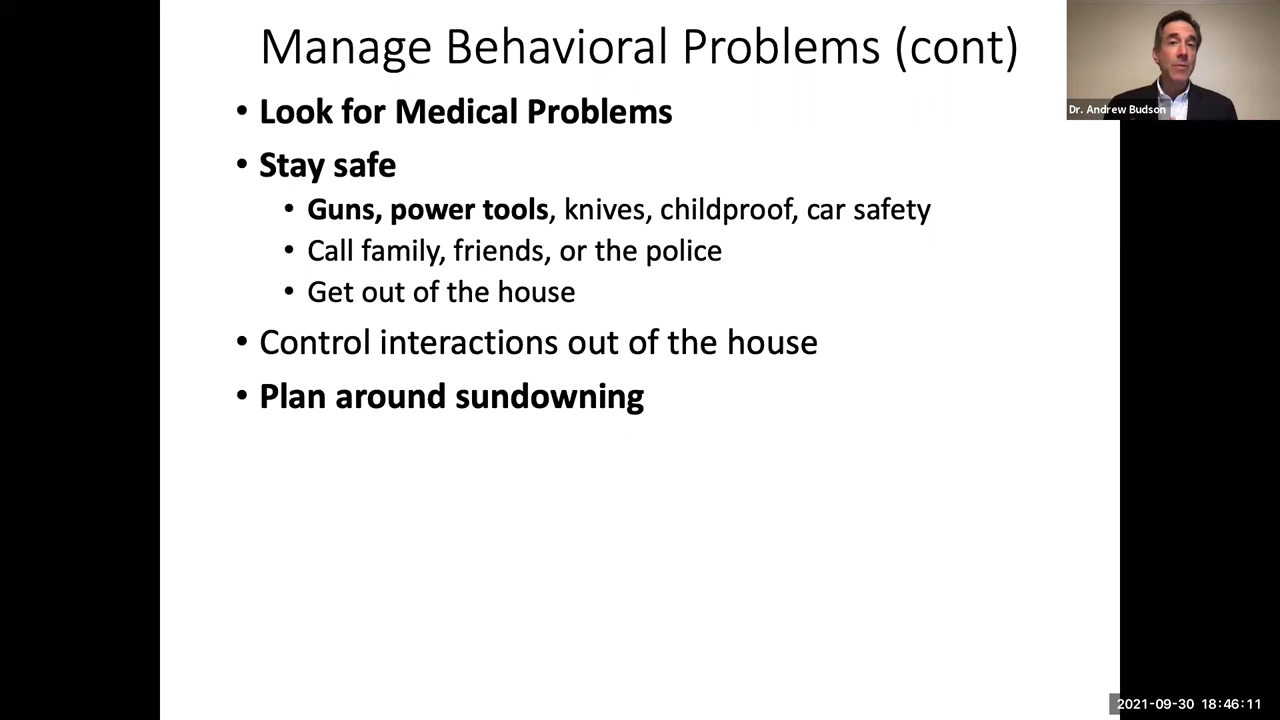 Manage Behavioral Problems (cont)
• Look for Medical Problems
• Stay safe
• Guns, power tools, knives, childproof, car safety
• Call family, friends, or the police
• Get out of the house
• Control interactions out of the house
• Plan around sundowning
Dr. Andrew Budson
2021-09-30 18:46:11